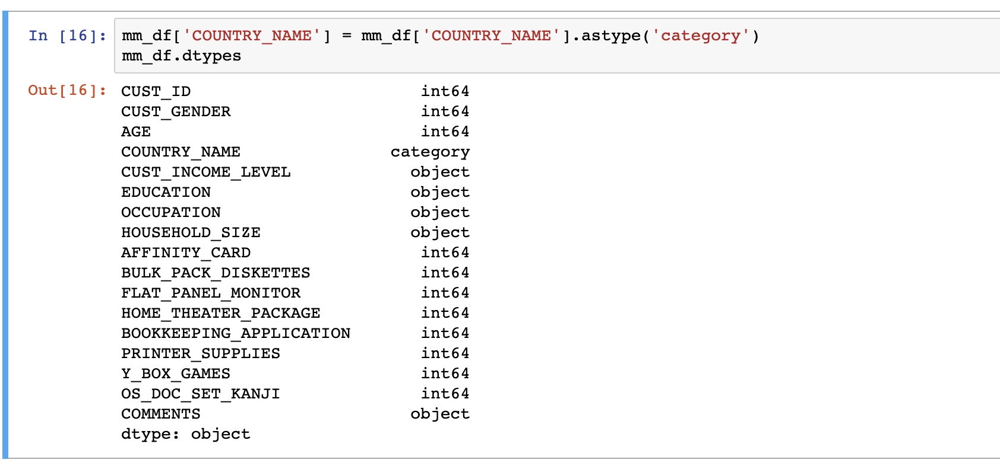 In [16]: mm_df['COUNTRY_NAME'] = mm_df['COUNTRY_NAME'].astype('category')
mm_df.dtypes
Out[16]: CUST_ID int64
CUST_GENDER int64
AGE int64
COUNTRY_NAME category
CUST_INCOME_LEVEL object
EDUCATION object
OCCUPATION object
HOUSEHOLD_SIZE object
AFFINITY_CARD int64
BULK_PACK_DISKETTES int64
FLAT_PANEL_MONITOR int64
HOME_THEATER_PACKAGE int64
BOOKKEEPING_APPLICATION int64
PRINTER_SUPPLIES int64
Y_BOX_GAMES int64
OS_DOC_SET_KANJI int64
COMMENTS object
dtype: object